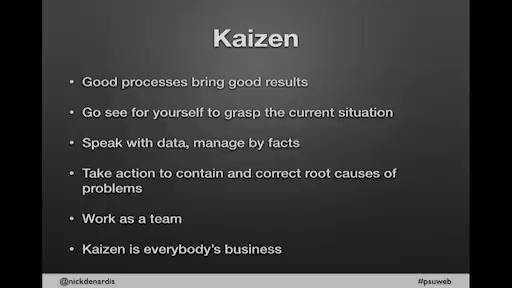 Kaizen
• Good processes bring good results
• Go see for yourself to grasp the current situation
• Speak with data, manage by facts
• Take action to contain and correct root causes of
problems
• Work as a team
• Kaizen is everybody's business
@nickdenardis #psuweb